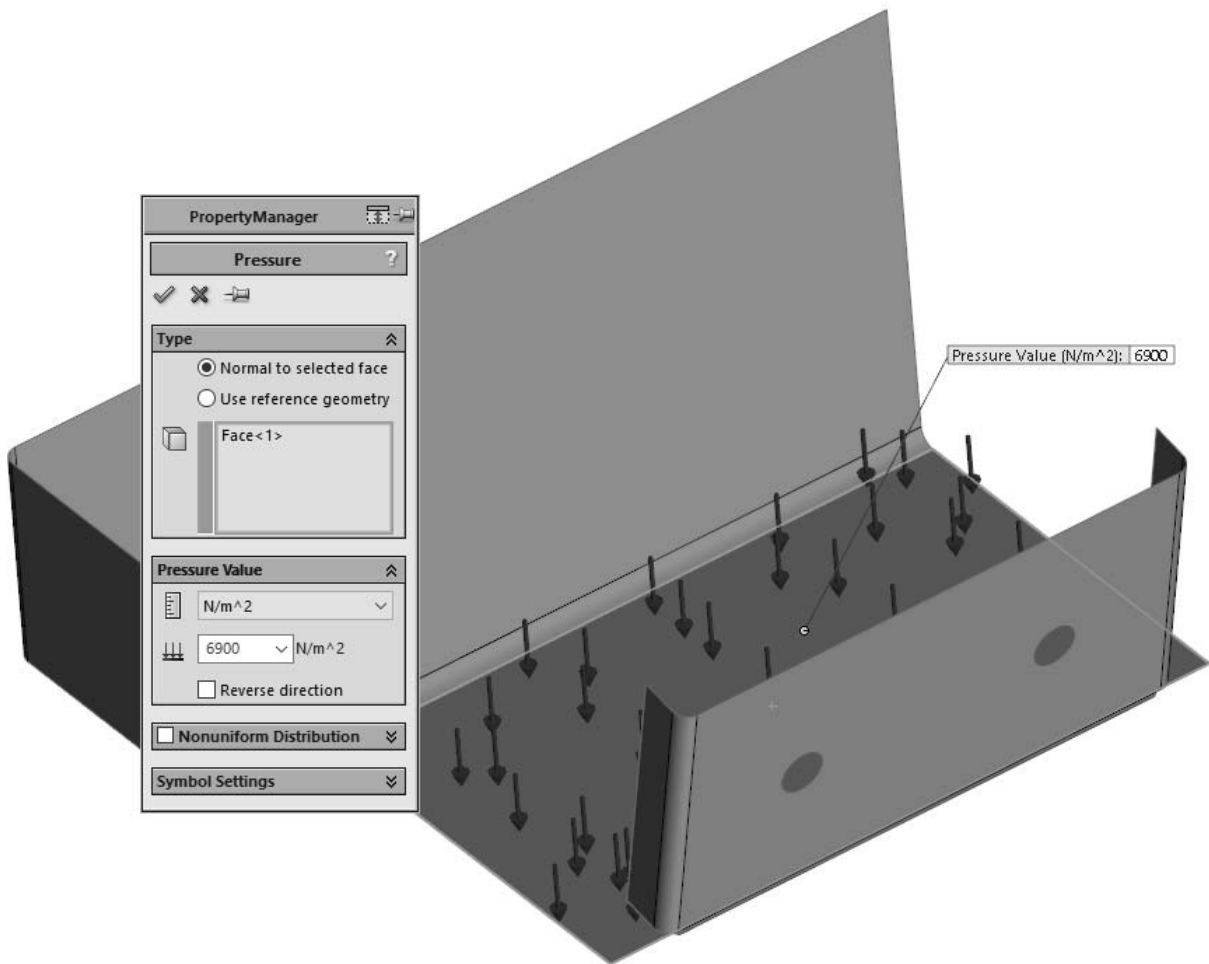 PropertyManager
Pressure ?
Type
Normal to selected face
Use reference geometry
Face<1>
Pressure Value
N/m^2
6900 N/m^2
Reverse direction
Nonuniform Distribution
Symbol Settings
Pressure Value (N/m^2): 6900